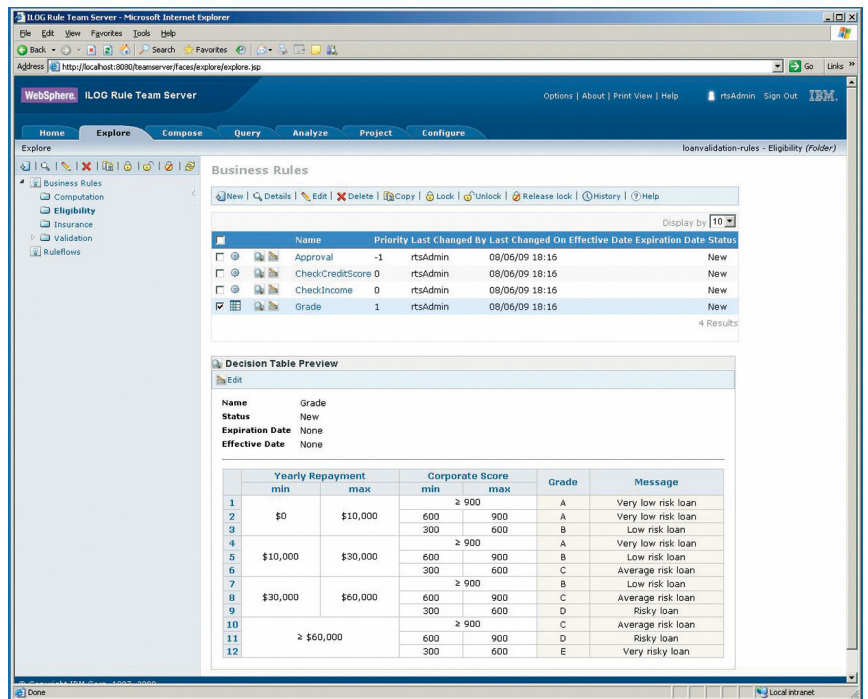 ILOG Rule Team Server - Microsoft Internet Explorer
File Edit View Favorites Tools Help
Back Search Favorites
Address http://localhost:8080/teamserver/faces/explore/explore.jsp Go Links »
WebSphere. ILOG Rule Team Server Options | About | Print View | Help rtsAdmin Sign Out IBM.
Home Explore Compose Query Analyze Project Configure
Explore loanvalidation-rules - Eligibility (Folder)
Business Rules
Computation
Eligibility
Insurance
Validation
Ruleflows
Business Rules
New | Details | Edit | Delete | Copy | Lock | Unlock | Release lock | History | Help
Display by 10
Name Priority Last Changed By Last Changed On Effective Date Expiration Date Status
Approval -1 rtsAdmin 08/06/09 18:16 New
CheckCreditScore 0 rtsAdmin 08/06/09 18:16 New
CheckIncome 0 rtsAdmin 08/06/09 18:16 New
Grade 1 rtsAdmin 08/06/09 18:16 New
4 Results
Decision Table Preview
Edit
Name Grade
Status New
Expiration Date None
Effective Date None
Yearly Repayment Corporate Score Grade Message
min max min max
1 ≥ 900 A Very low risk loan
2 $0 $10,000 600 900 A Very low risk loan
3 300 600 B Low risk loan
4 ≥ 900 A Very low risk loan
5 $10,000 $30,000 600 900 B Low risk loan
6 300 600 C Average risk loan
7 ≥ 900 B Low risk loan
8 $30,000 $60,000 600 900 C Average risk loan
9 300 600 D Risky loan
10 ≥ 900 C Average risk loan
11 ≥ $60,000 600 900 D Risky loan
12 300 600 E Very risky loan
Done Local intranet